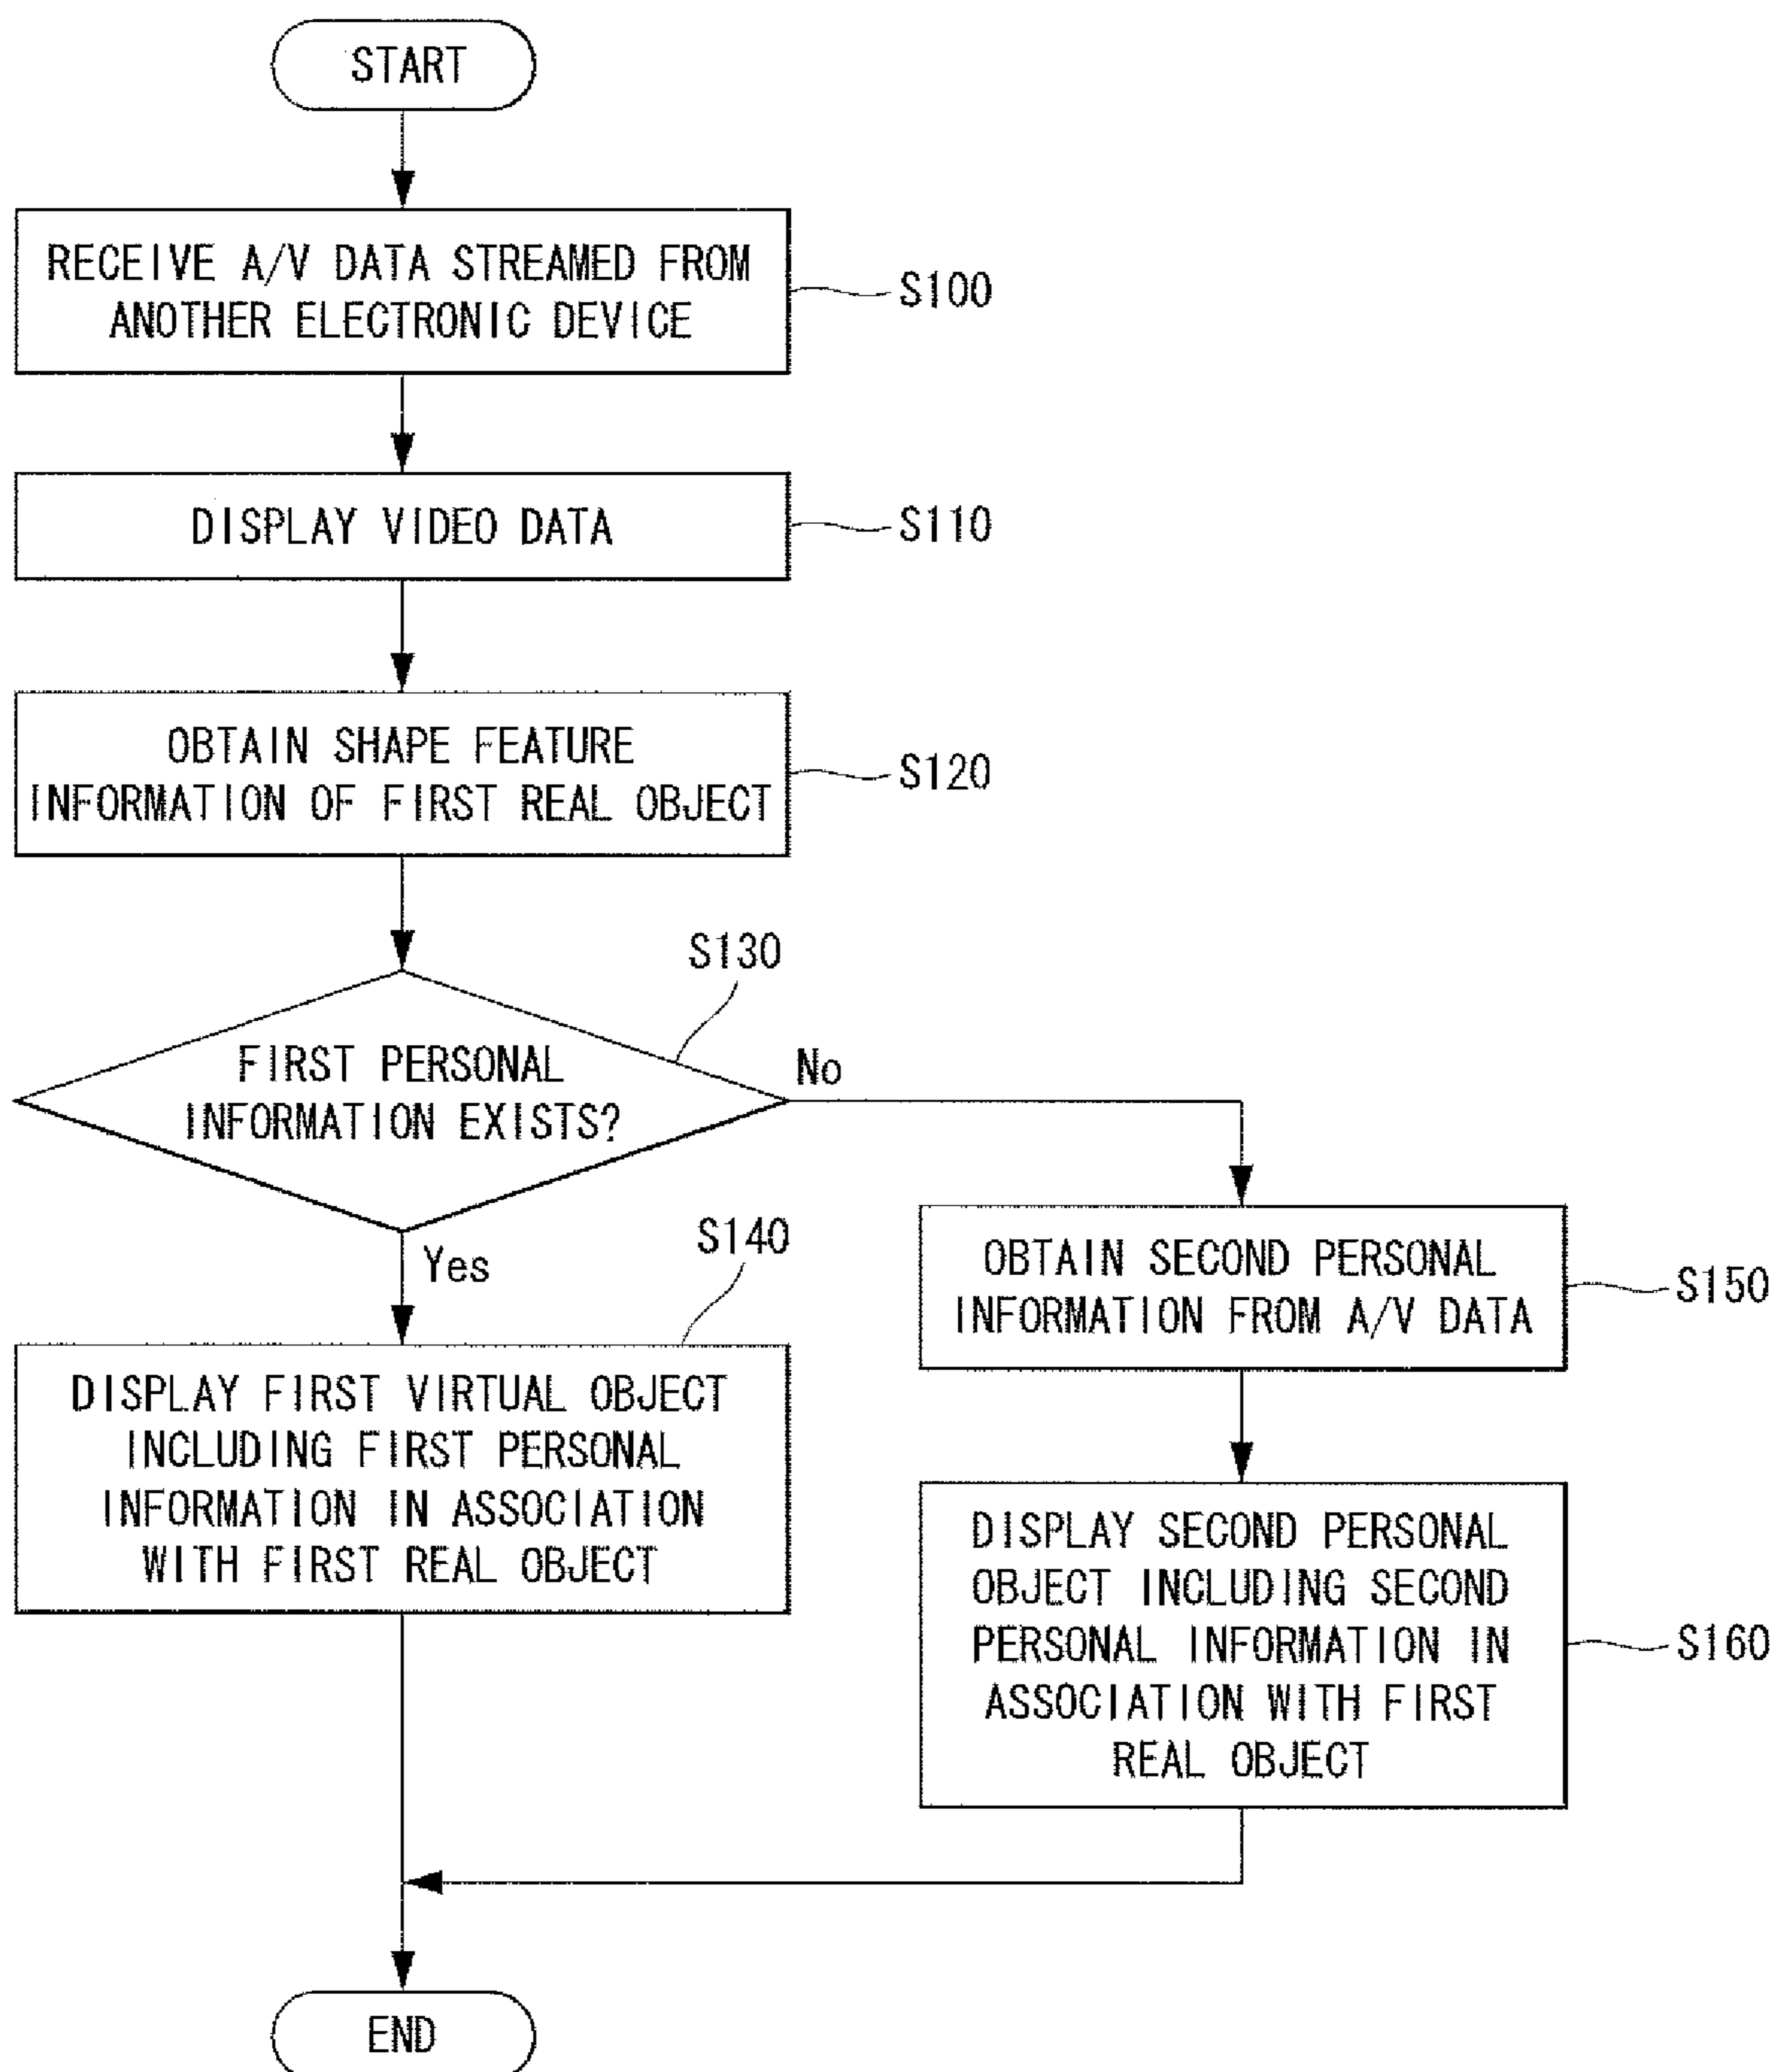 START
RECEIVE A/V DATA STREAMED FROM
ANOTHER ELECTRONIC DEVICE
S100
DISPLAY VIDEO DATA
S110
OBTAIN SHAPE FEATURE
INFORMATION OF FIRST REAL OBJECT
S120
S130
FIRST PERSONAL
INFORMATION EXISTS?
No
Yes
S140
DISPLAY FIRST VIRTUAL OBJECT
INCLUDING FIRST PERSONAL
INFORMATION IN ASSOCIATION
WITH FIRST REAL OBJECT
OBTAIN SECOND PERSONAL
INFORMATION FROM A/V DATA
S150
DISPLAY SECOND PERSONAL
OBJECT INCLUDING SECOND
PERSONAL INFORMATION IN
ASSOCIATION WITH FIRST
REAL OBJECT
S160
END